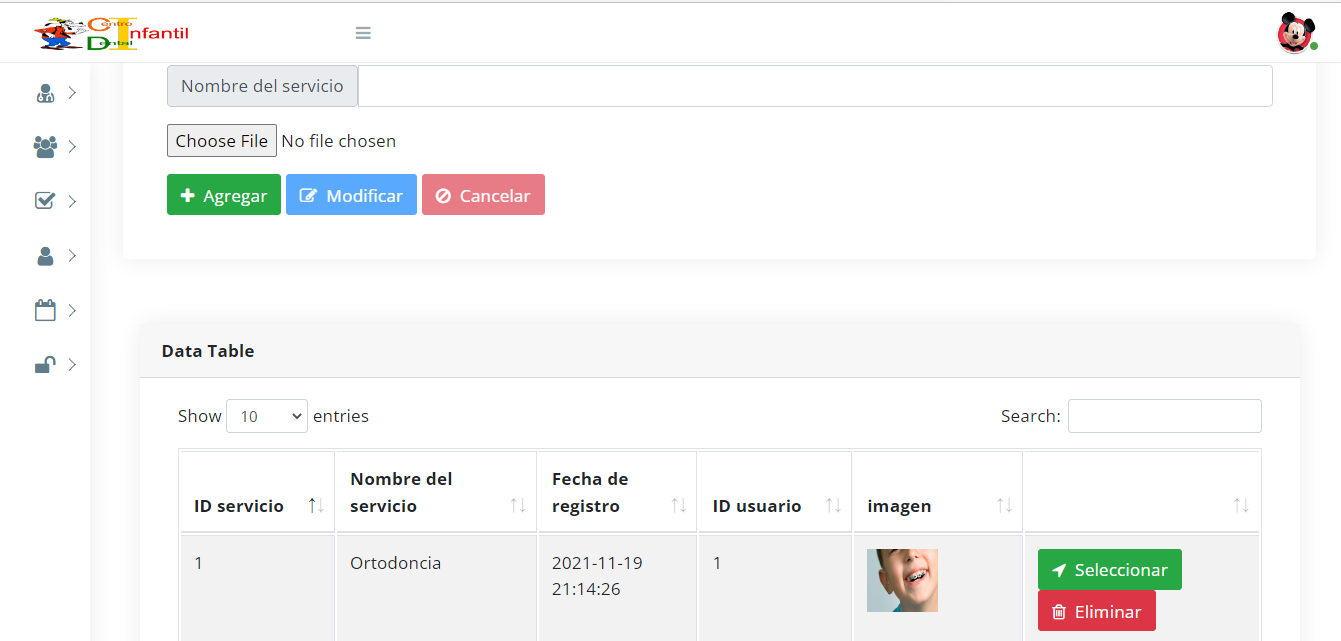 Centro
Dental
Infantil
Nombre del servicio
Choose File No file chosen
Agregar Modificar Cancelar
Data Table
Show 10 entries Search:
ID servicio Nombre del servicio Fecha de registro ID usuario imagen
1 Ortodoncia 2021-11-19 21:14:26 1 Seleccionar
Eliminar